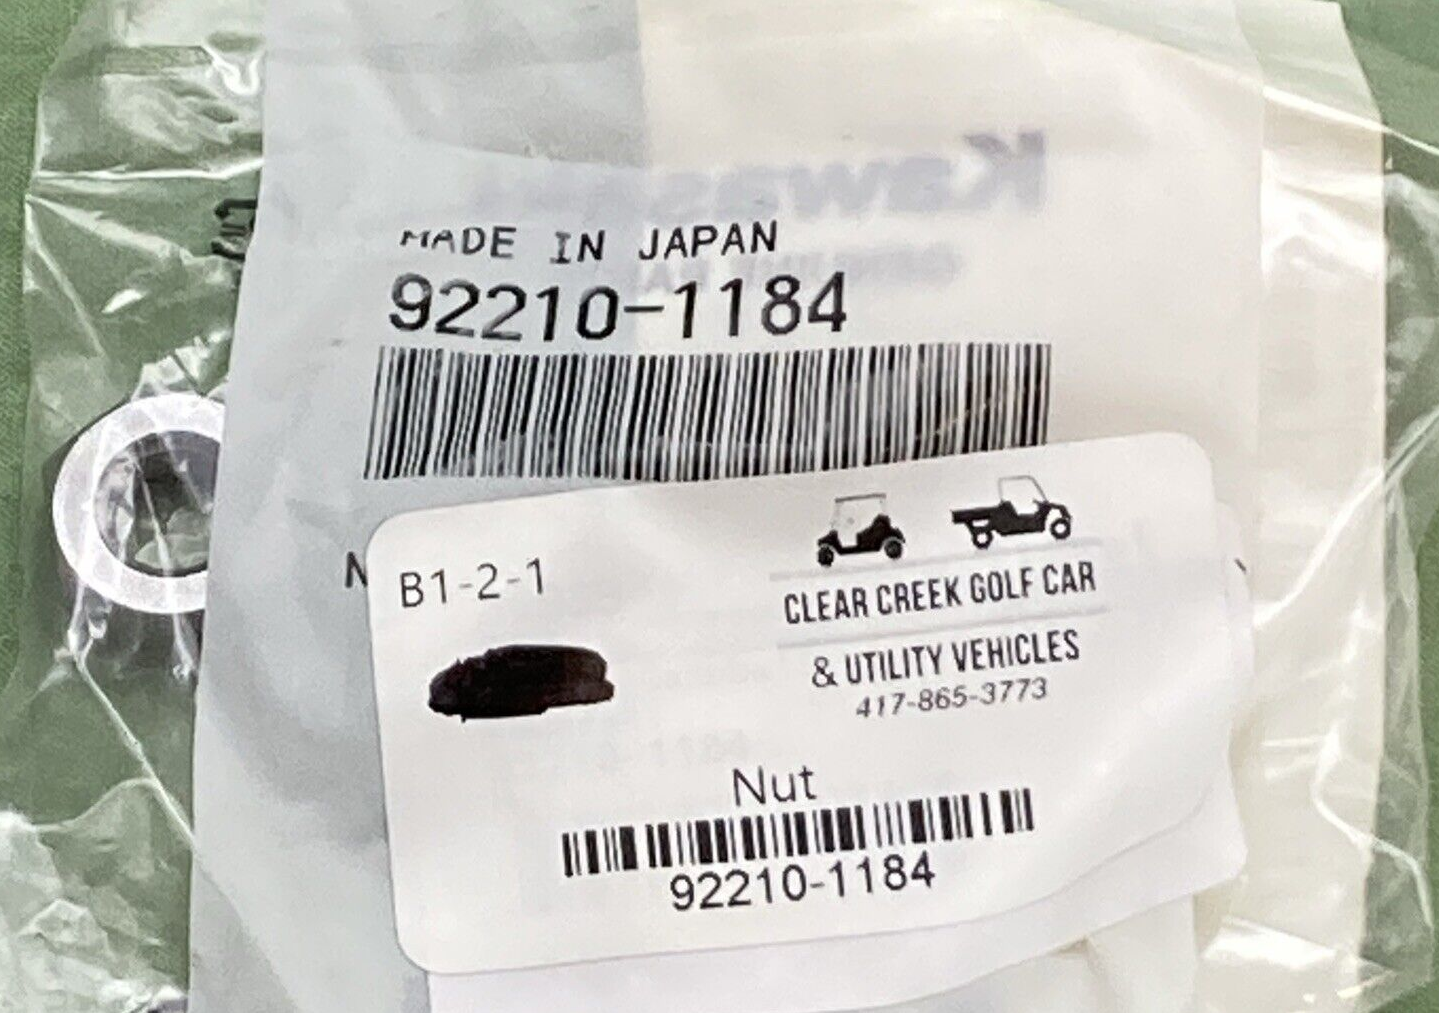 MADE IN JAPAN
92210-1184
N
B1-2-1
CLEAR CREEK GOLF CAR
& UTILITY VEHICLES
417-865-3773
Nut
92210-1184